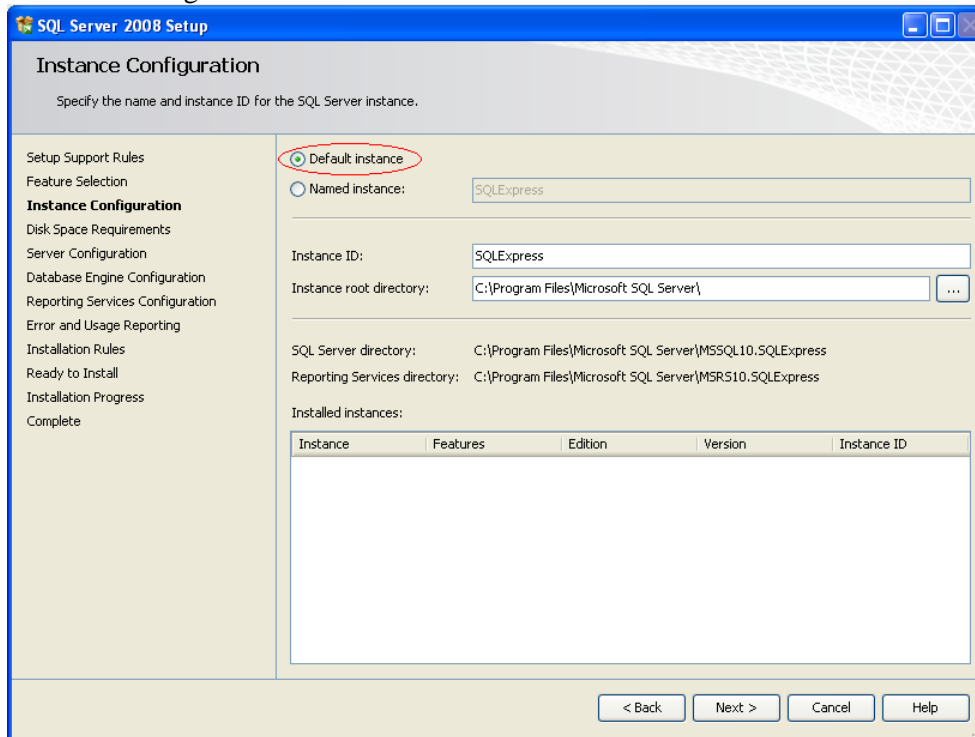 SQL Server 2008 Setup
Instance Configuration
Specify the name and instance ID for the SQL Server instance.
Setup Support Rules
Feature Selection
Instance Configuration
Disk Space Requirements
Server Configuration
Database Engine Configuration
Reporting Services Configuration
Error and Usage Reporting
Installation Rules
Ready to Install
Installation Progress
Complete
Default instance
Named instance: SQLExpress
Instance ID: SQLExpress
Instance root directory: C:\Program Files\Microsoft SQL Server\ ...
SQL Server directory: C:\Program Files\Microsoft SQL Server\MSSQL10.SQLExpress
Reporting Services directory: C:\Program Files\Microsoft SQL Server\MSRS10.SQLExpress
Installed instances:
Instance Features Edition Version Instance ID
< Back Next > Cancel Help